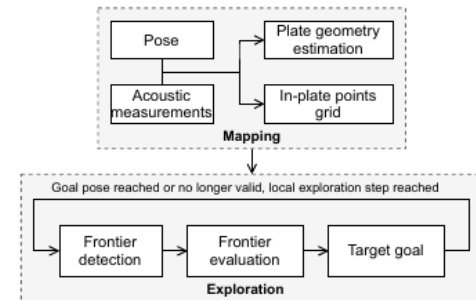 Pose
Plate geometry
estimation
Acoustic
measurements
In-plate points
grid
Mapping
Goal pose reached or no longer valid, local exploration step reached
Frontier
detection
Frontier
evaluation
Target goal
Exploration